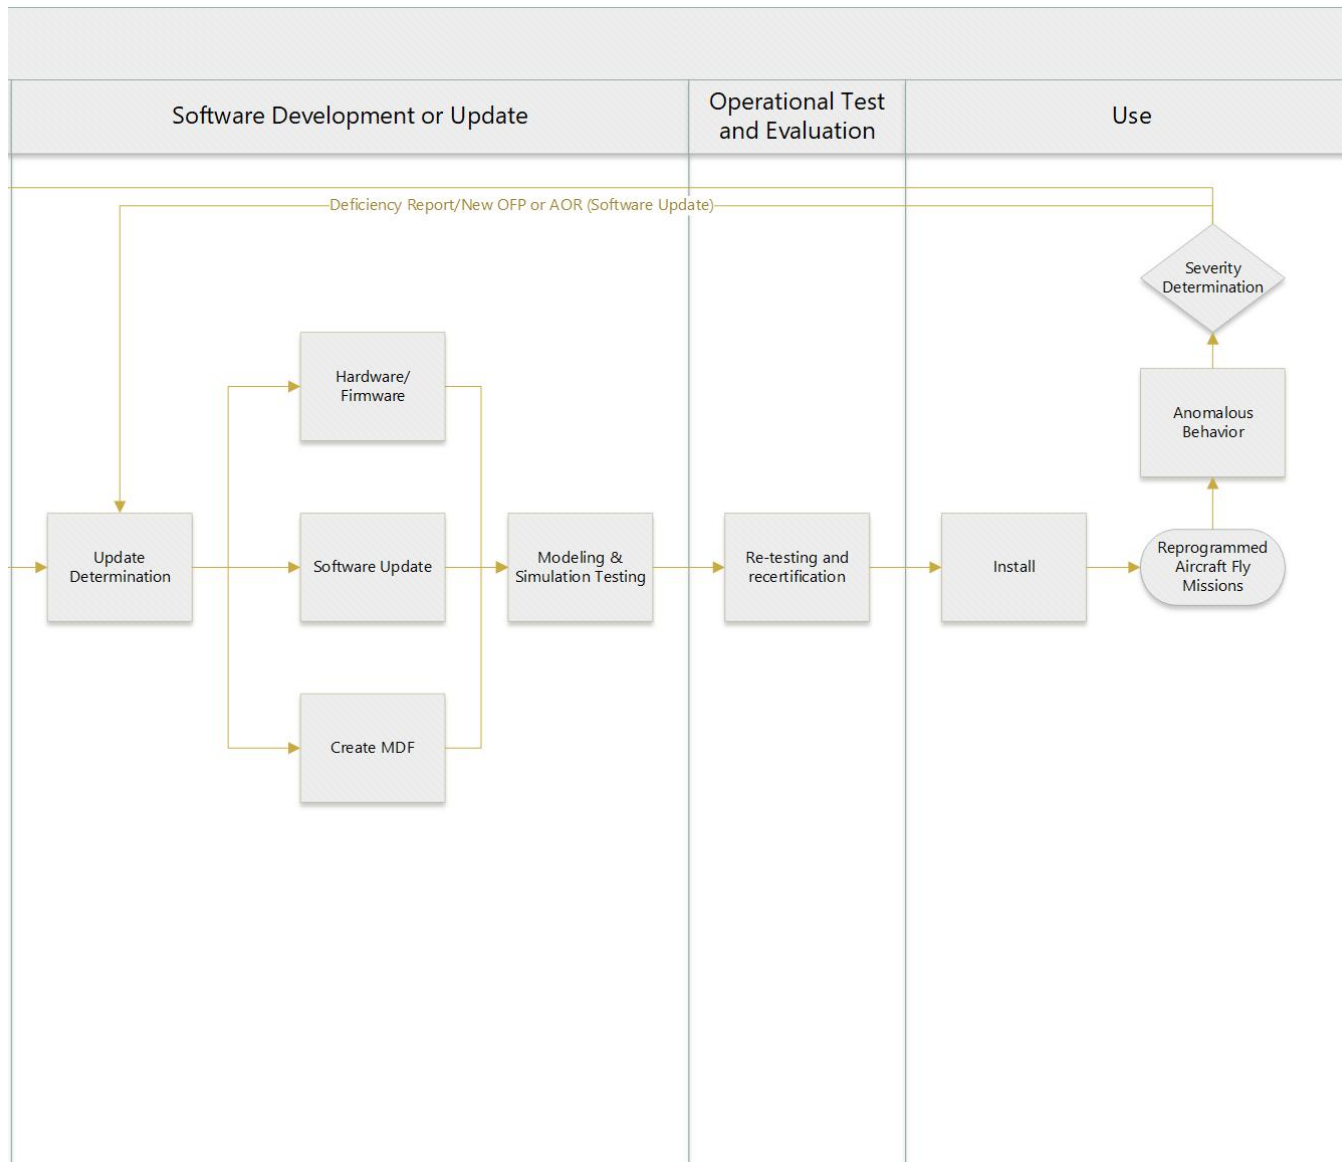 Software Development or Update
Operational Test
and Evaluation
Use
Deficiency Report/New OFP or AOR (Software Update)
Severity
Determination
Hardware/
Firmware
Anomalous
Behavior
Update
Determination
Software Update
Modeling &
Simulation Testing
Re-testing and
recertification
Install
Reprogrammed
Aircraft Fly
Missions
Create MDF